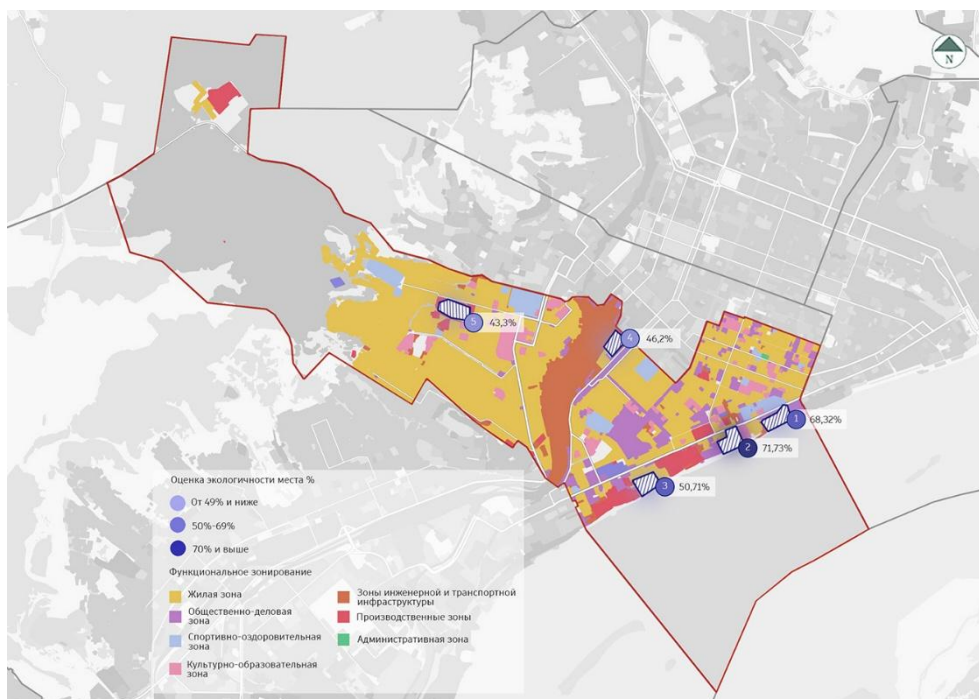 N
5 43,3%
4 46,2%
1 68,32%
2 71,73%
3 50,71%
Оценка экологичности места %
От 49% и ниже
50%-69%
70% и выше
Функциональное зонирование
Жилая зона
Общественно-деловая
зона
Спортивно-оздоровительная
зона
Культурно-образовательная
зона
Зоны инженерной и транспортной
инфраструктуры
Производственные зоны
Административная зона